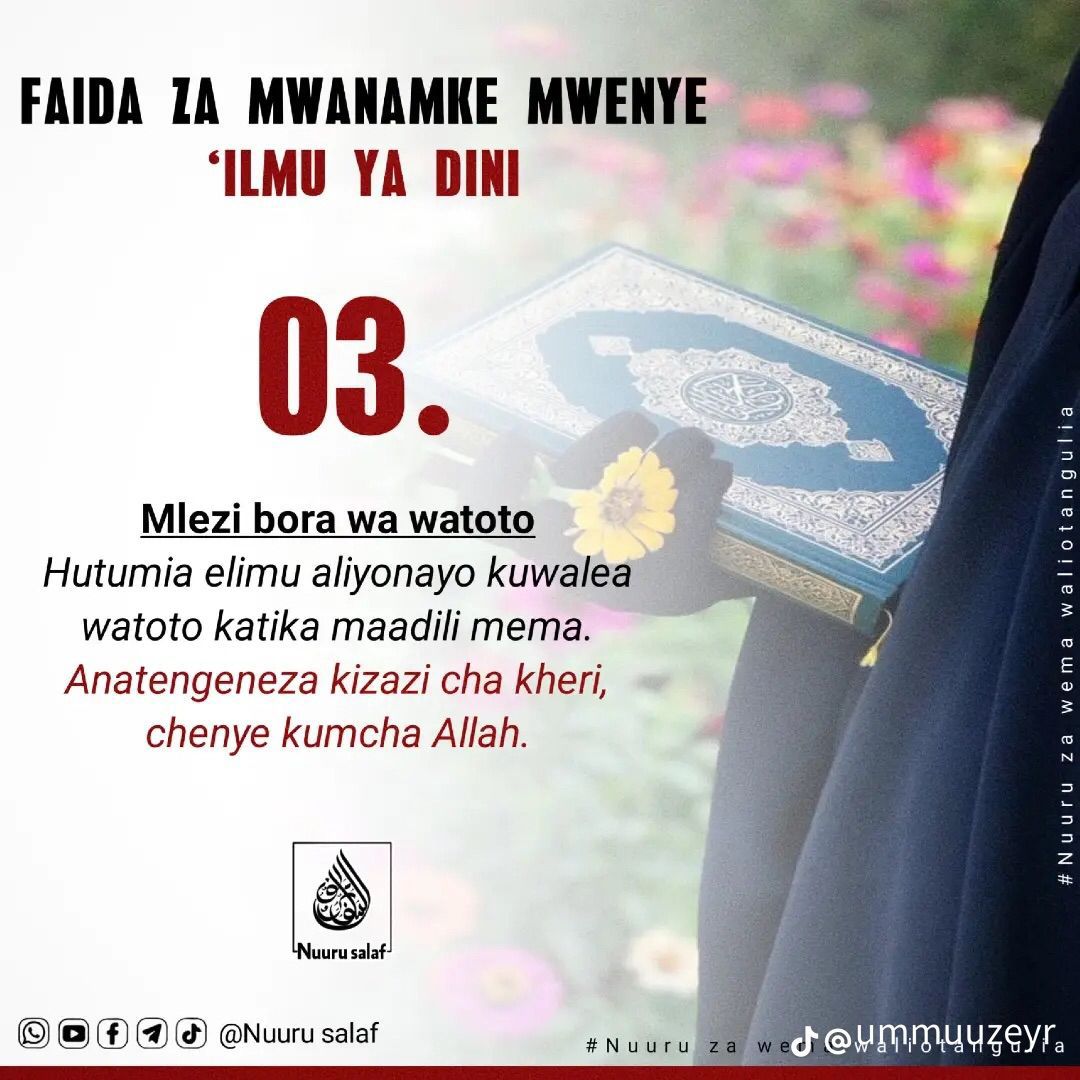 FAIDA ZA MWANAMKE MWENYE
‘ILMU YA DINI
03.
Mlezi bora wa watoto
Hutumia elimu aliyonayo kuwalea
watoto katika maadili mema.
Anatengeneza kizazi cha kheri,
chenye kumcha Allah.
Nuuru salaf
@Nuuru salaf
#Nuuru za wema waliotangulia
@ummuuzeyr
#Nuuru za wema waliotangulia